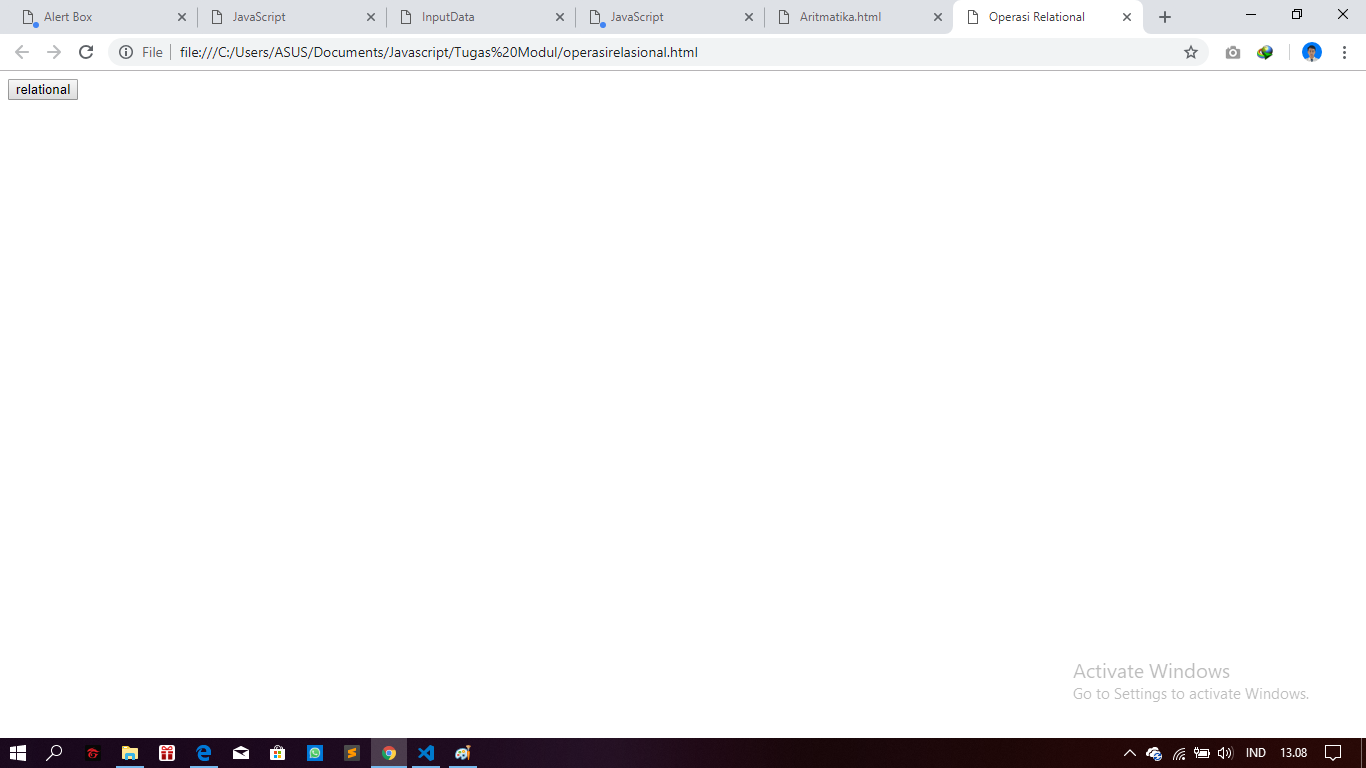 Alert Box
JavaScript
InputData
JavaScript
Aritmatika.html
Operasi Relational
File
file:///C:/Users/ASUS/Documents/Javascript/Tugas%20Modul/operasirelasional.html
relational
Activate Windows
Go to Settings to activate Windows.
IND
13.08